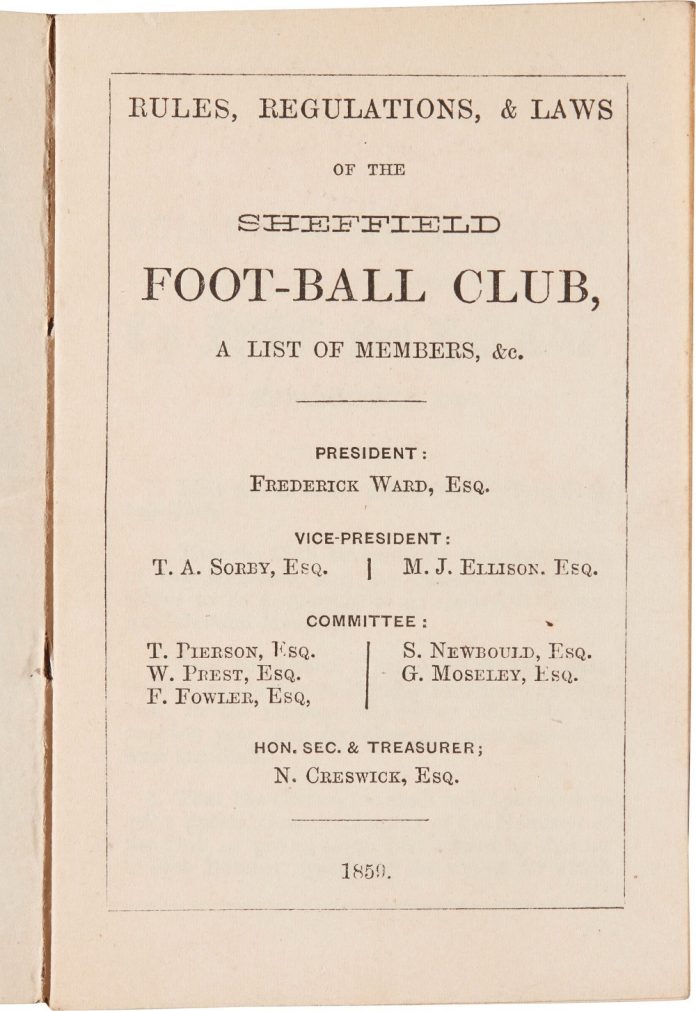 RULES, REGULATIONS, & LAWS
OF THE
SHEFFIELD
FOOT-BALL CLUB,
A LIST OF MEMBERS, &c.
PRESIDENT:
FREDERICK WARD, ESQ.
VICE-PRESIDENT:
T. A. SORBY, ESQ. | M. J. ELLISON. ESQ.
COMMITTEE:
T. PIERSON, ESQ. S. NEWBOULD, ESQ.
W. PREST, ESQ. G. MOSELEY, ESQ.
F. FOWLER, ESQ,
HON. SEC. & TREASURER;
N. CRESWICK, ESQ.
1859.